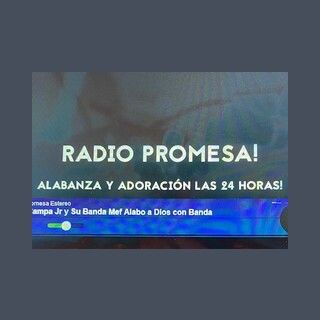 RADIO PROMESA!
ALABANZA Y ADORACIÓN LAS 24 HORAS!
romesa Estereo
ampa Jr y Su Banda Mef Alabo a Dios con Banda